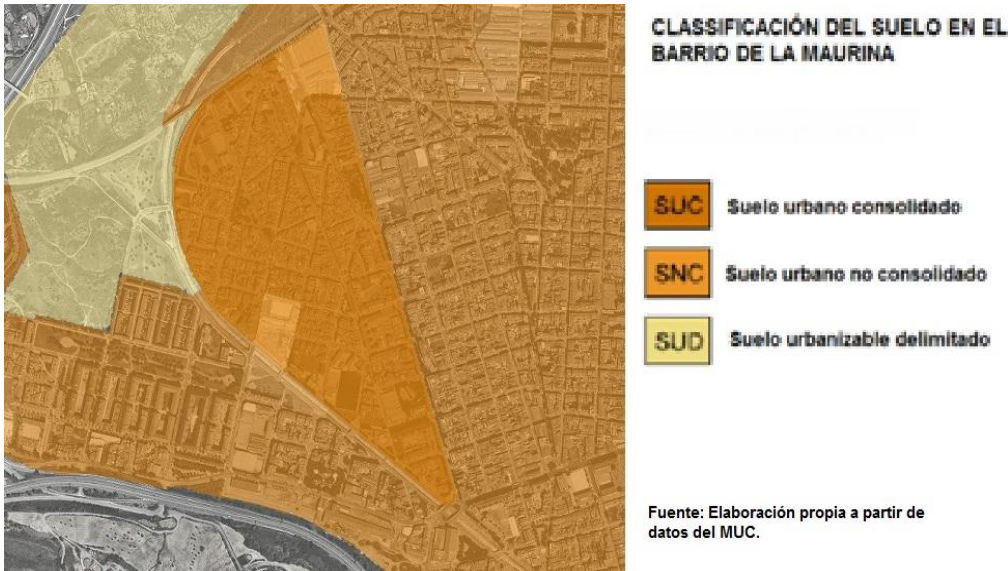 CLASSIFICACIÓN DEL SUELO EN EL
BARRIO DE LA MAURINA
SUC Suelo urbano consolidado
SNC Suelo urbano no consolidado
SUD Suelo urbanizable delimitado
Fuente: Elaboración propia a partir de
datos del MUC.